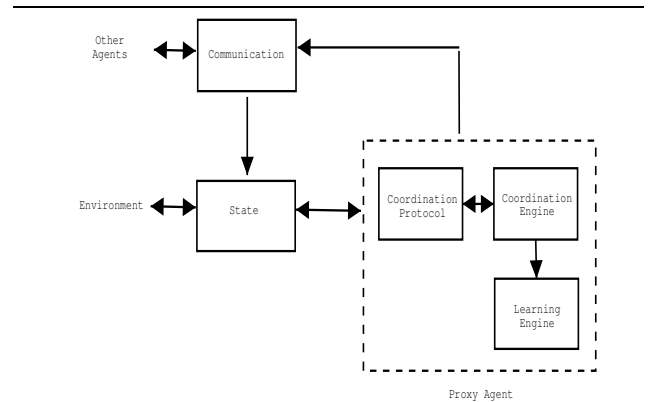 Other
Agents
Communication
Environment
State
Coordination
Protocol
Coordination
Engine
Learning
Engine
Proxy Agent